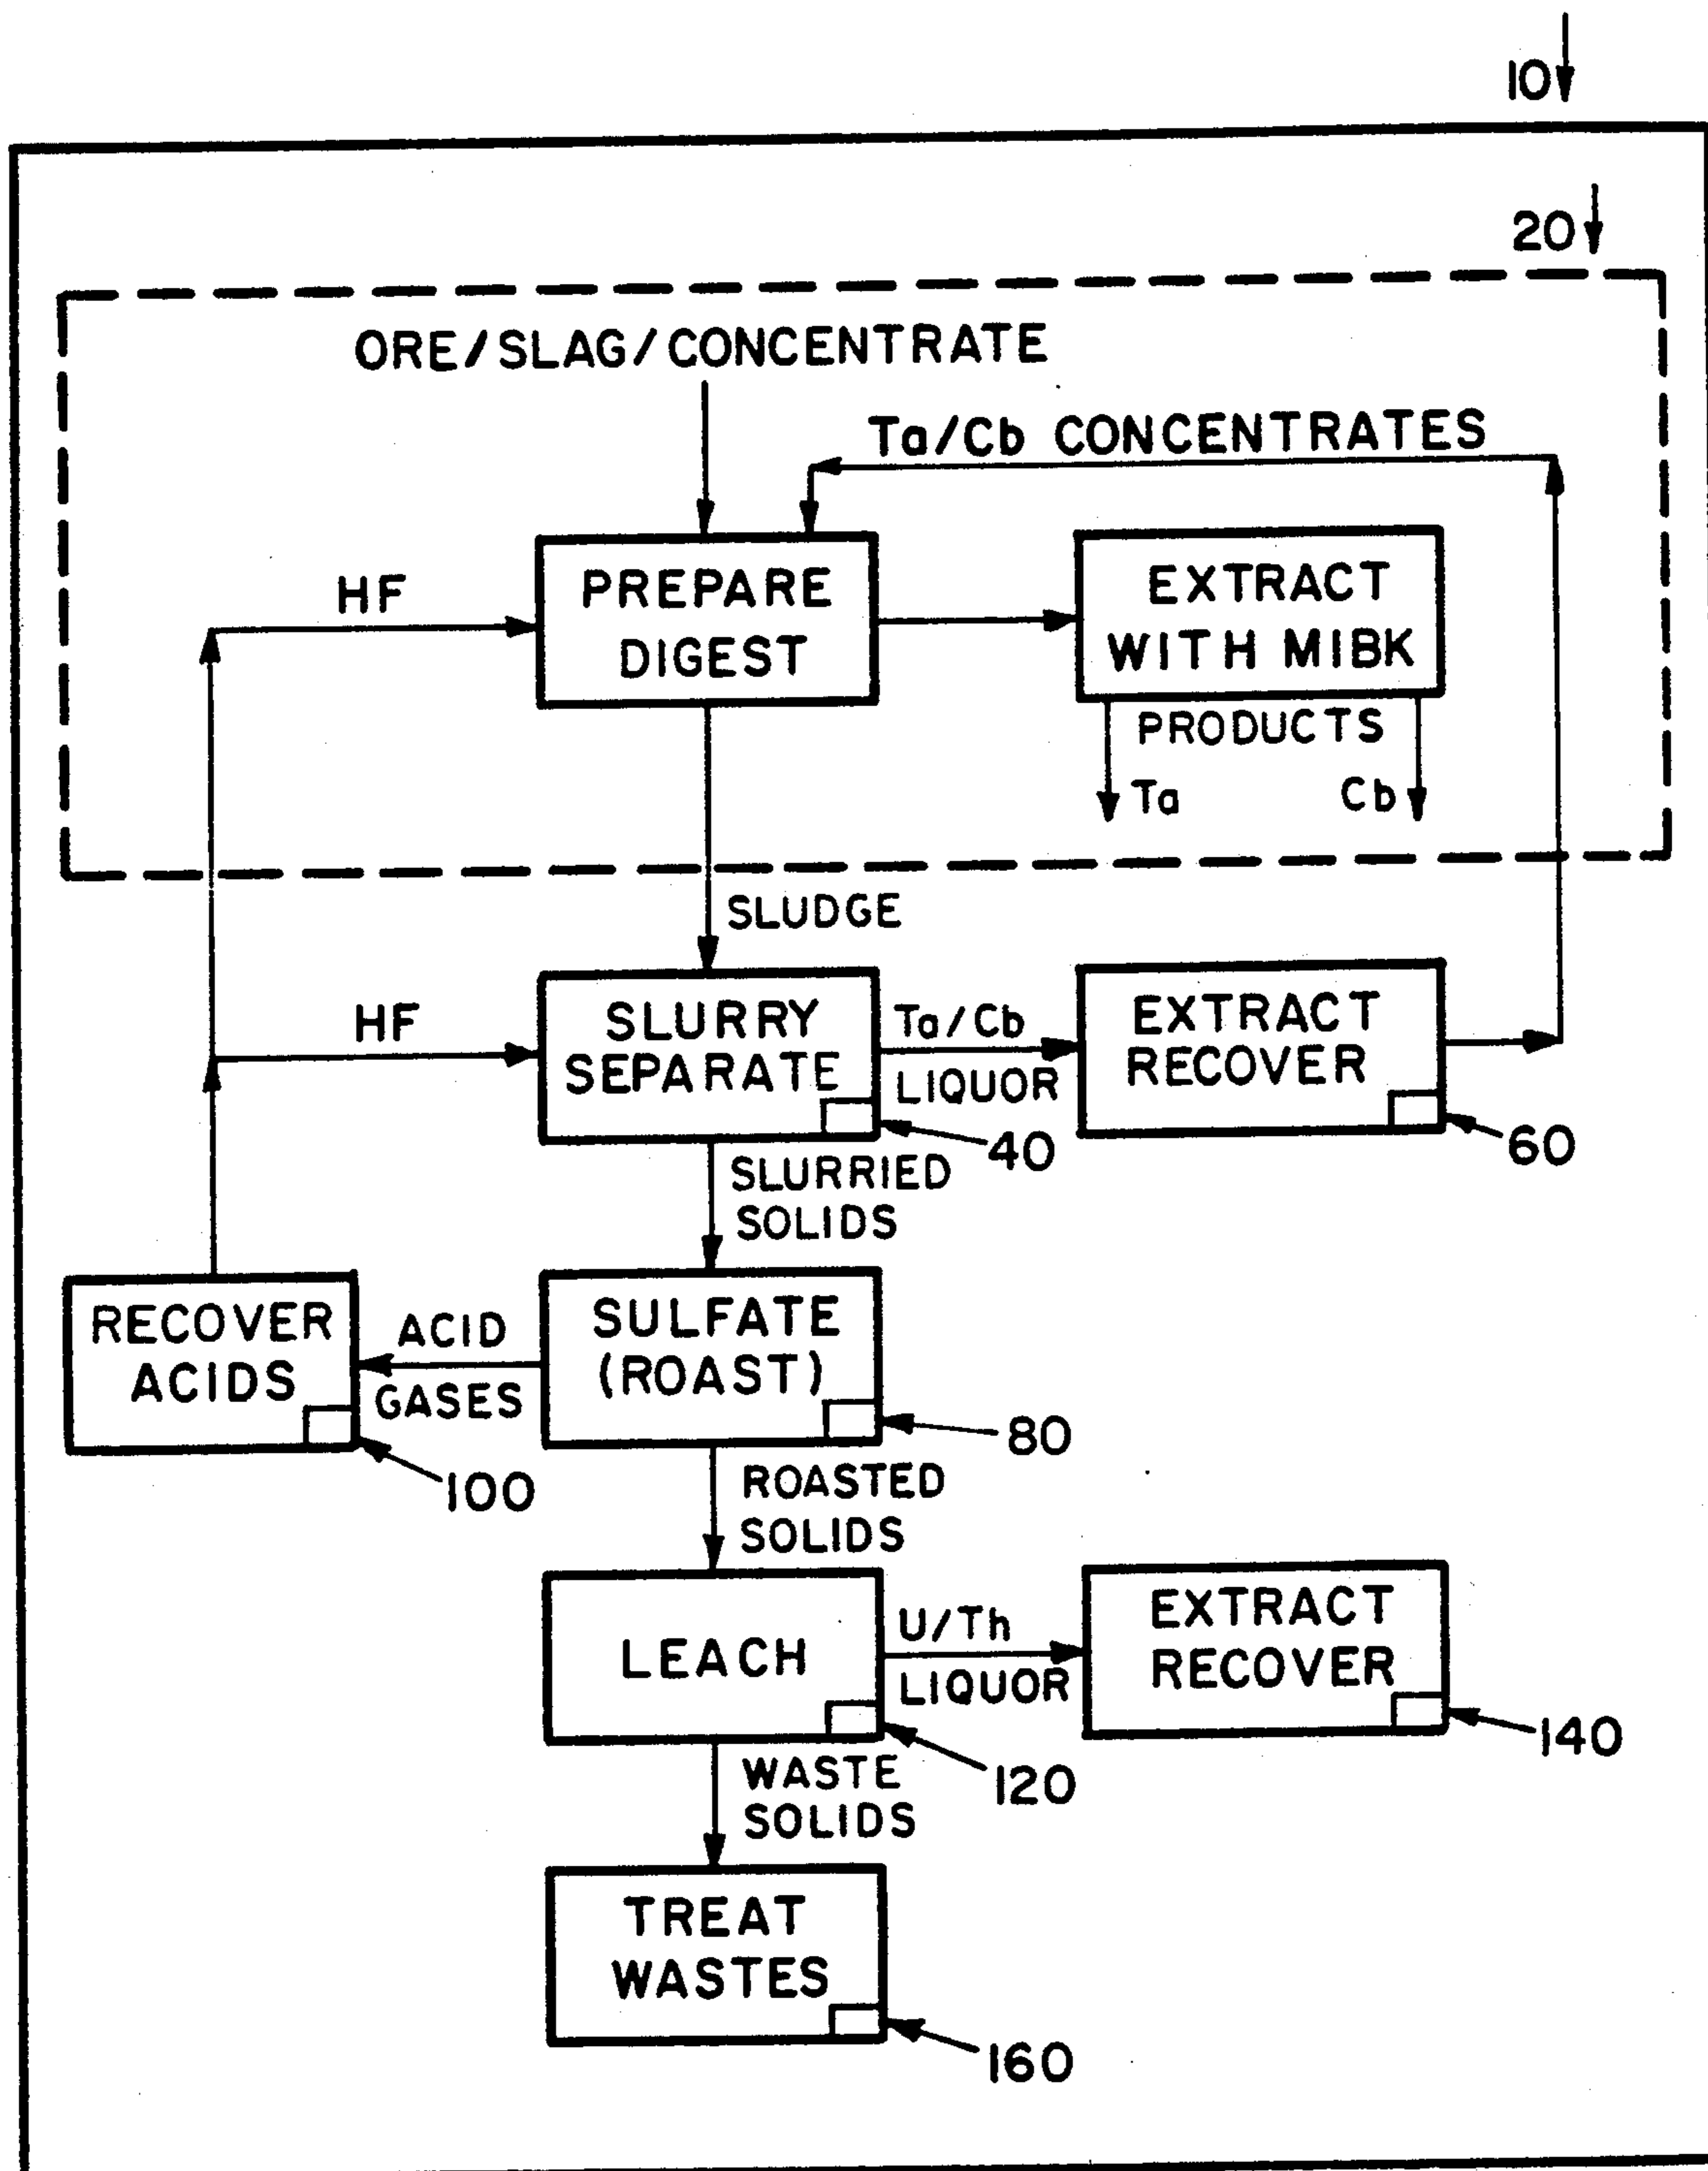 10
20
ORE/SLAG/CONCENTRATE
Ta/Cb CONCENTRATES
HF
PREPARE
DIGEST
EXTRACT
WITH MIBK
PRODUCTS
Ta
Cb
SLUDGE
HF
SLURRY
SEPARATE
Ta/Cb
LIQUOR
EXTRACT
RECOVER
40
60
SLURRIED
SOLIDS
RECOVER
ACIDS
ACID
GASES
SULFATE
(ROAST)
80
100
ROASTED
SOLIDS
LEACH
U/Th
LIQUOR
EXTRACT
RECOVER
120
140
WASTE
SOLIDS
TREAT
WASTES
160